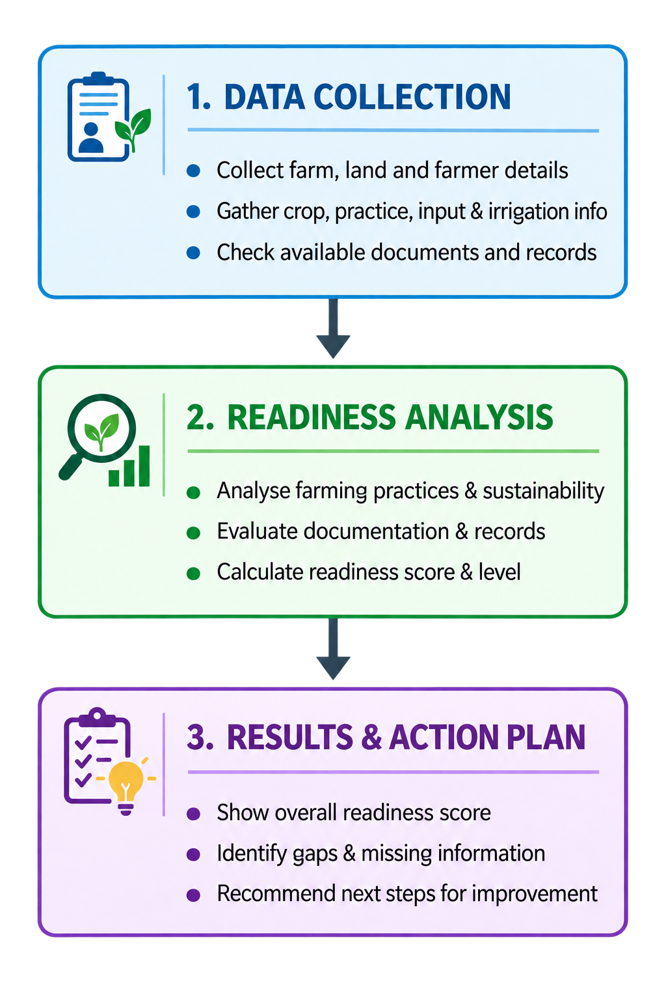 1. DATA COLLECTION
Collect farm, land and farmer details
Gather crop, practice, input & irrigation info
Check available documents and records
2. READINESS ANALYSIS
Analyse farming practices & sustainability
Evaluate documentation & records
Calculate readiness score & level
3. RESULTS & ACTION PLAN
Show overall readiness score
Identify gaps & missing information
Recommend next steps for improvement